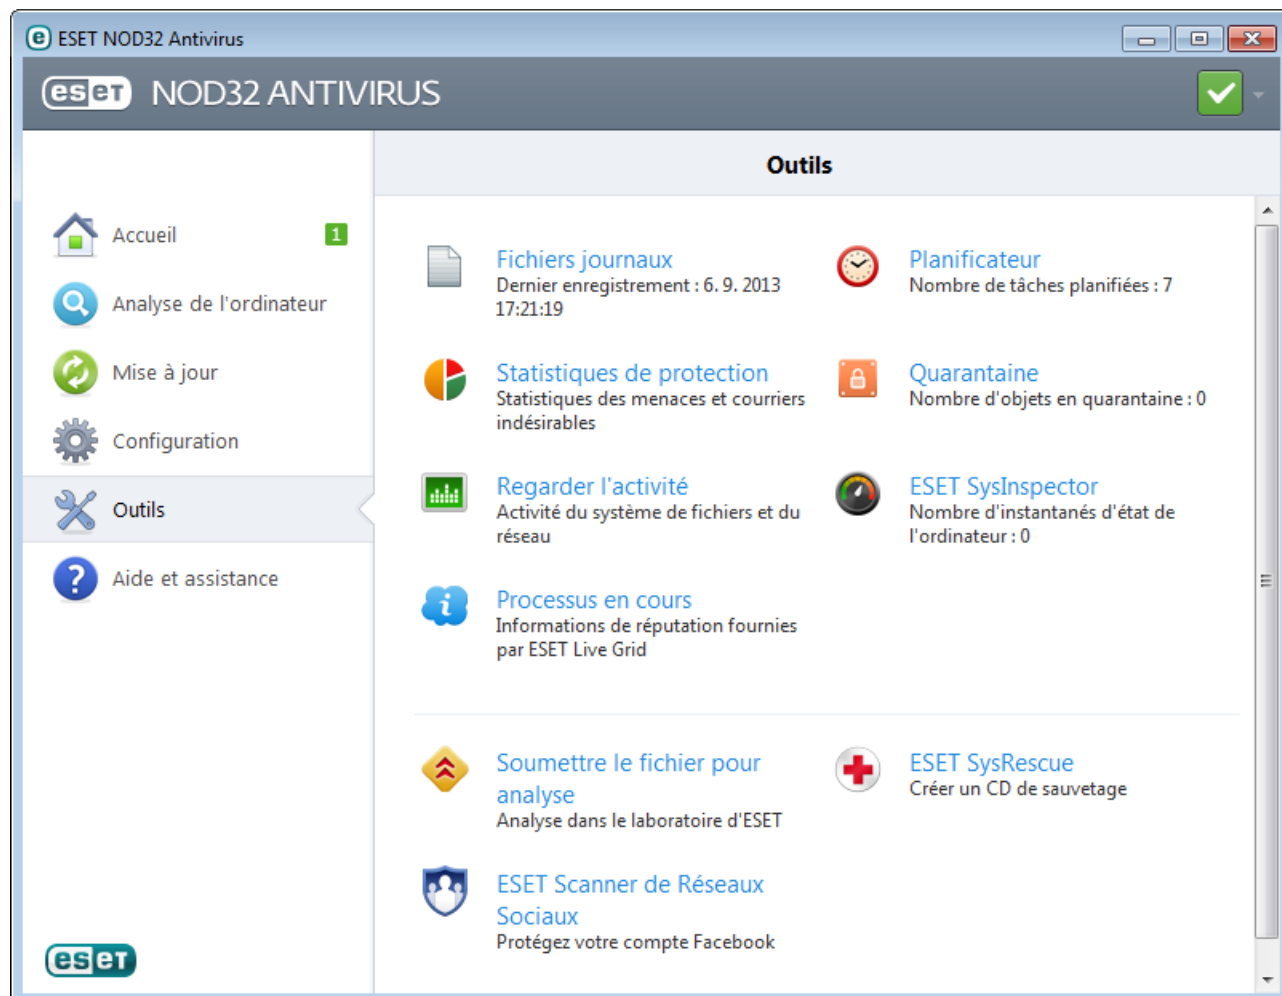 ESET NOD32 Antivirus
eseT NOD32 ANTIVIRUS
Outils
Accueil 1
Analyse de l'ordinateur
Mise à jour
Configuration
Outils
Aide et assistance
Fichiers journaux
Dernier enregistrement : 6. 9. 2013
17:21:19
Planificateur
Nombre de tâches planifiées : 7
Statistiques de protection
Statistiques des menaces et courriers
indésirables
Quarantaine
Nombre d'objets en quarantaine : 0
Regarder l'activité
Activité du système de fichiers et du
réseau
ESET SysInspector
Nombre d'instantanés d'état de
l'ordinateur : 0
Processus en cours
Informations de réputation fournies
par ESET Live Grid
Soumettre le fichier pour
analyse
Analyse dans le laboratoire d'ESET
ESET SysRescue
Créer un CD de sauvetage
ESET Scanner de Réseaux
Sociaux
Protégez votre compte Facebook
eseT